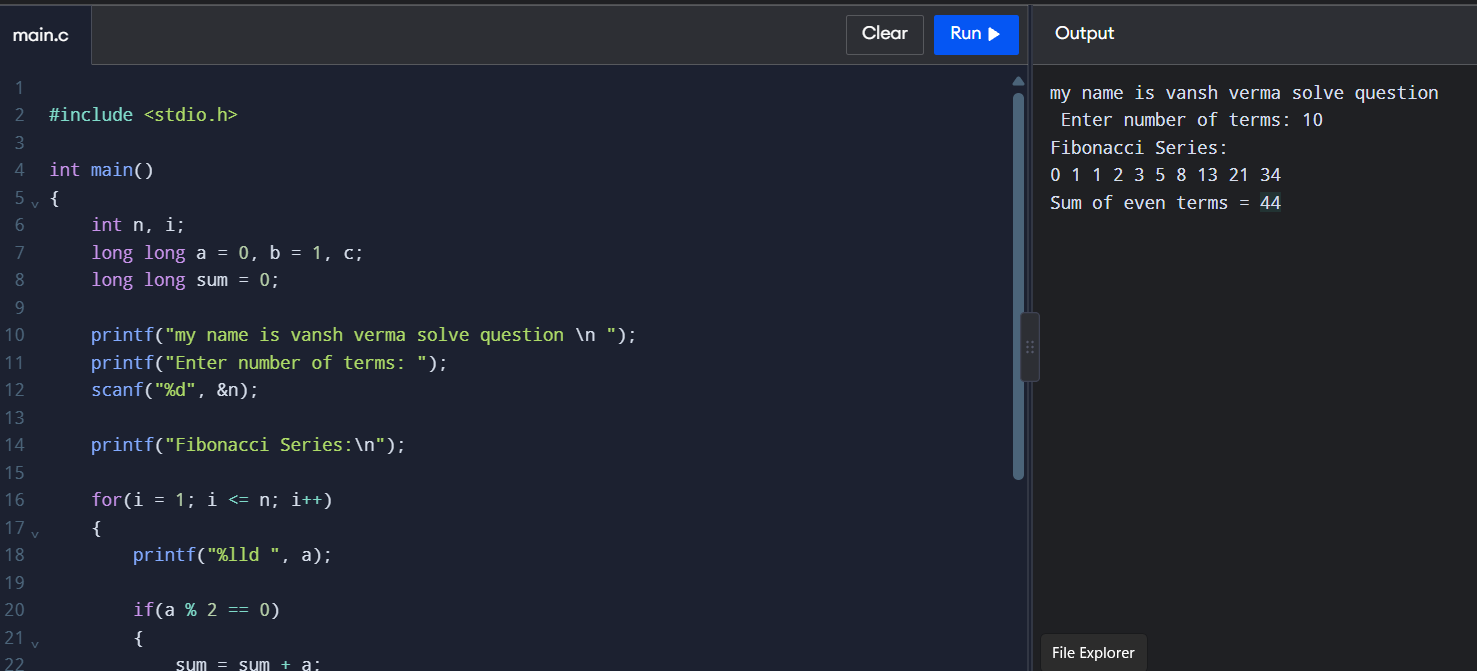 main.c
Clear
Run
Output
1
2 #include <stdio.h>
3
4 int main()
5 {
6     int n, i;
7     long long a = 0, b = 1, c;
8     long long sum = 0;
9
10     printf("my name is vansh verma solve question \n ");
11     printf("Enter number of terms: ");
12     scanf("%d", &n);
13
14     printf("Fibonacci Series:\n");
15
16     for(i = 1; i <= n; i++)
17     {
18         printf("%lld ", a);
19
20         if(a % 2 == 0)
21         {
22             sum = sum + a;
my name is vansh verma solve question
 Enter number of terms: 10
Fibonacci Series:
0 1 1 2 3 5 8 13 21 34
Sum of even terms = 44
File Explorer